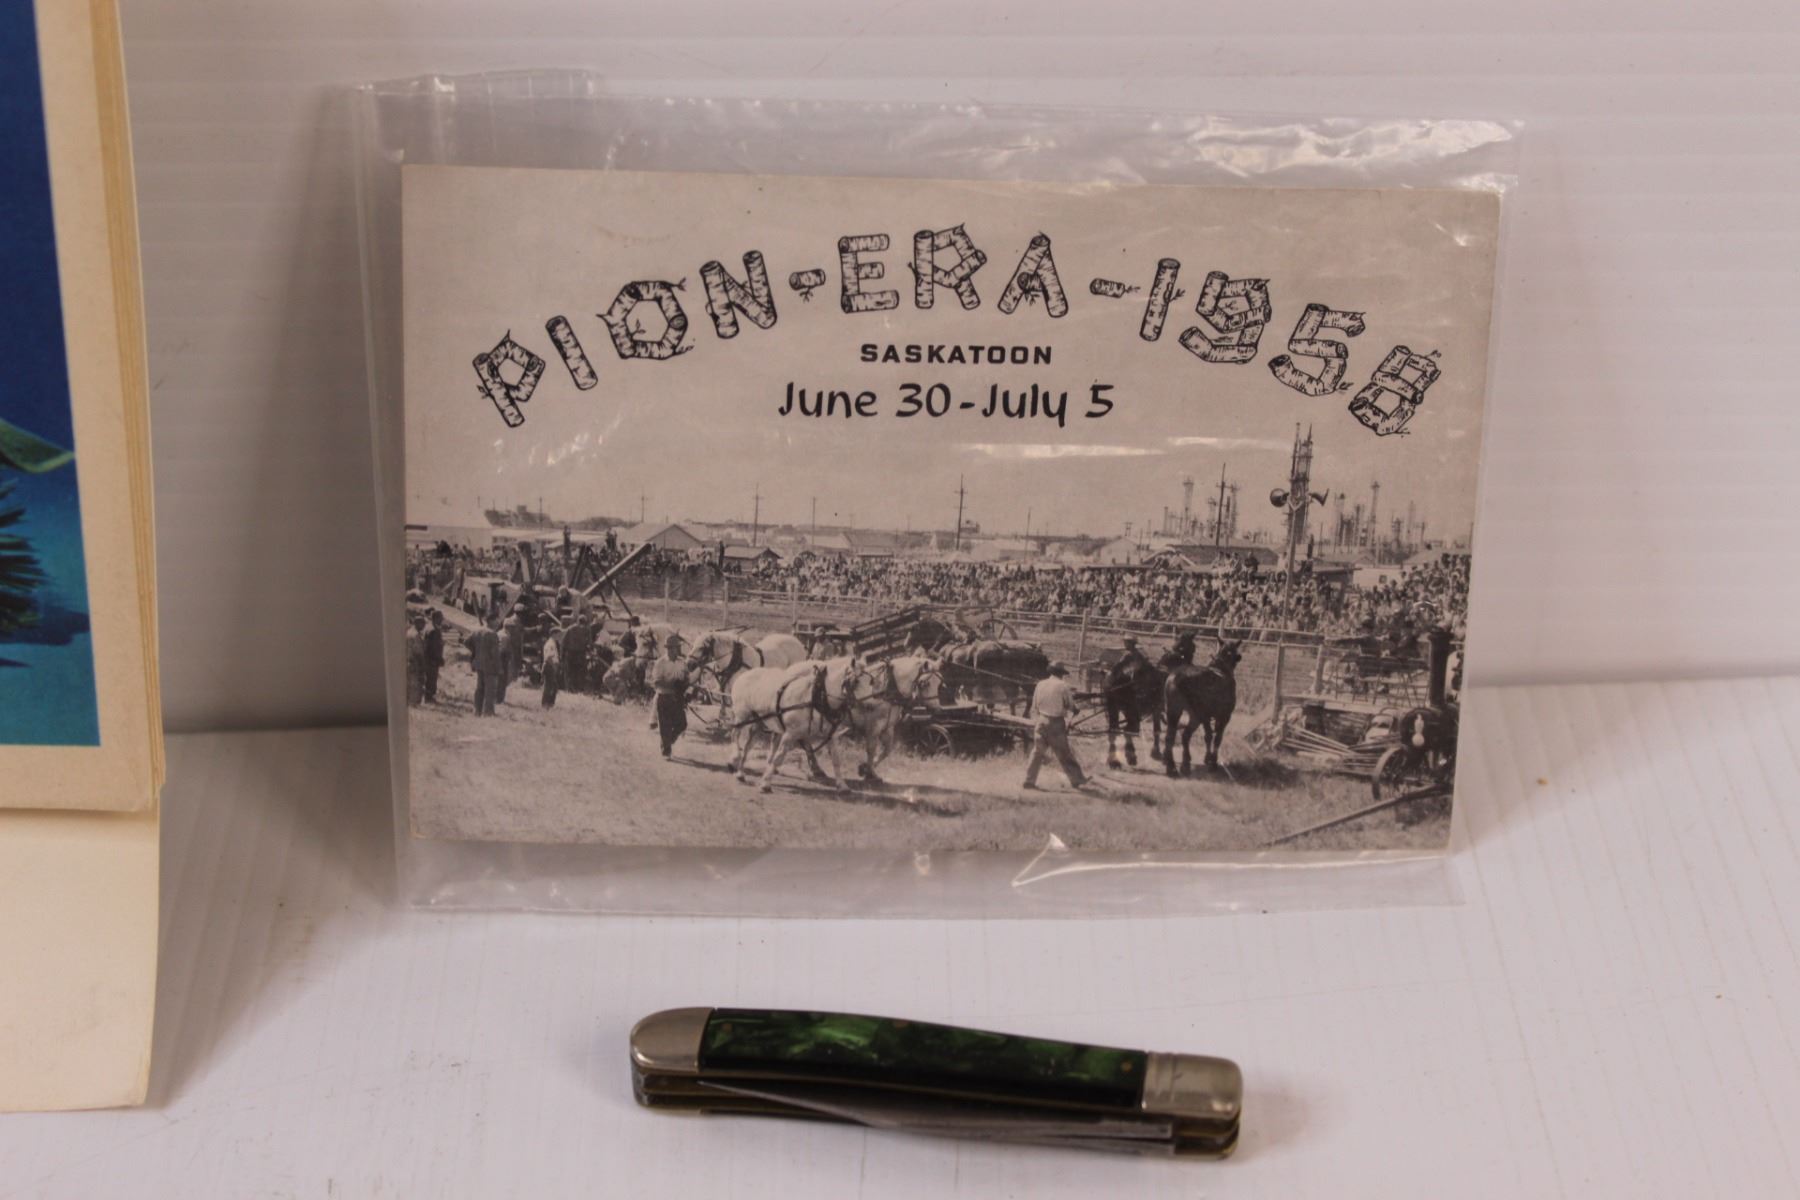 PION-ERA-1958
SASKATOON
June 30-July 5